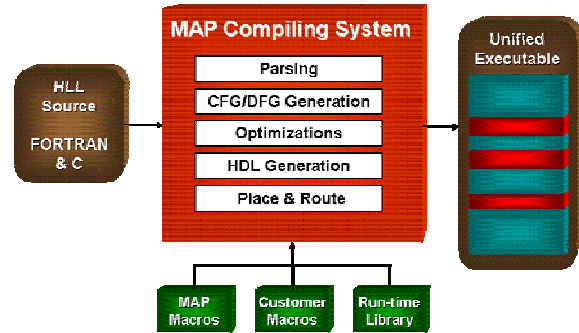 MAP Compiling System
HLL
Source
FORTRAN
& C
Parsing
CFG/DFG Generation
Optimizations
HDL Generation
Place & Route
Unified
Executable
MAP
Macros
Customer
Macros
Run-time
Library